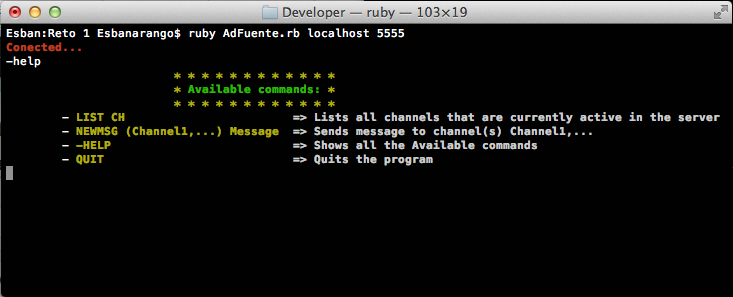 Developer — ruby — 103×19
Esban:Reto 1 Esbanarango$ ruby AdFuente.rb localhost 5555
Conected...
-help
* * * * * * * * * * * *
* Available commands: *
* * * * * * * * * * * *
- LIST CH => Lists all channels that are currently active in the server
- NEWMSG (Channel1,...) Message => Sends message to channel(s) Channel1,...
- -HELP => Shows all the Available commands
- QUIT => Quits the program